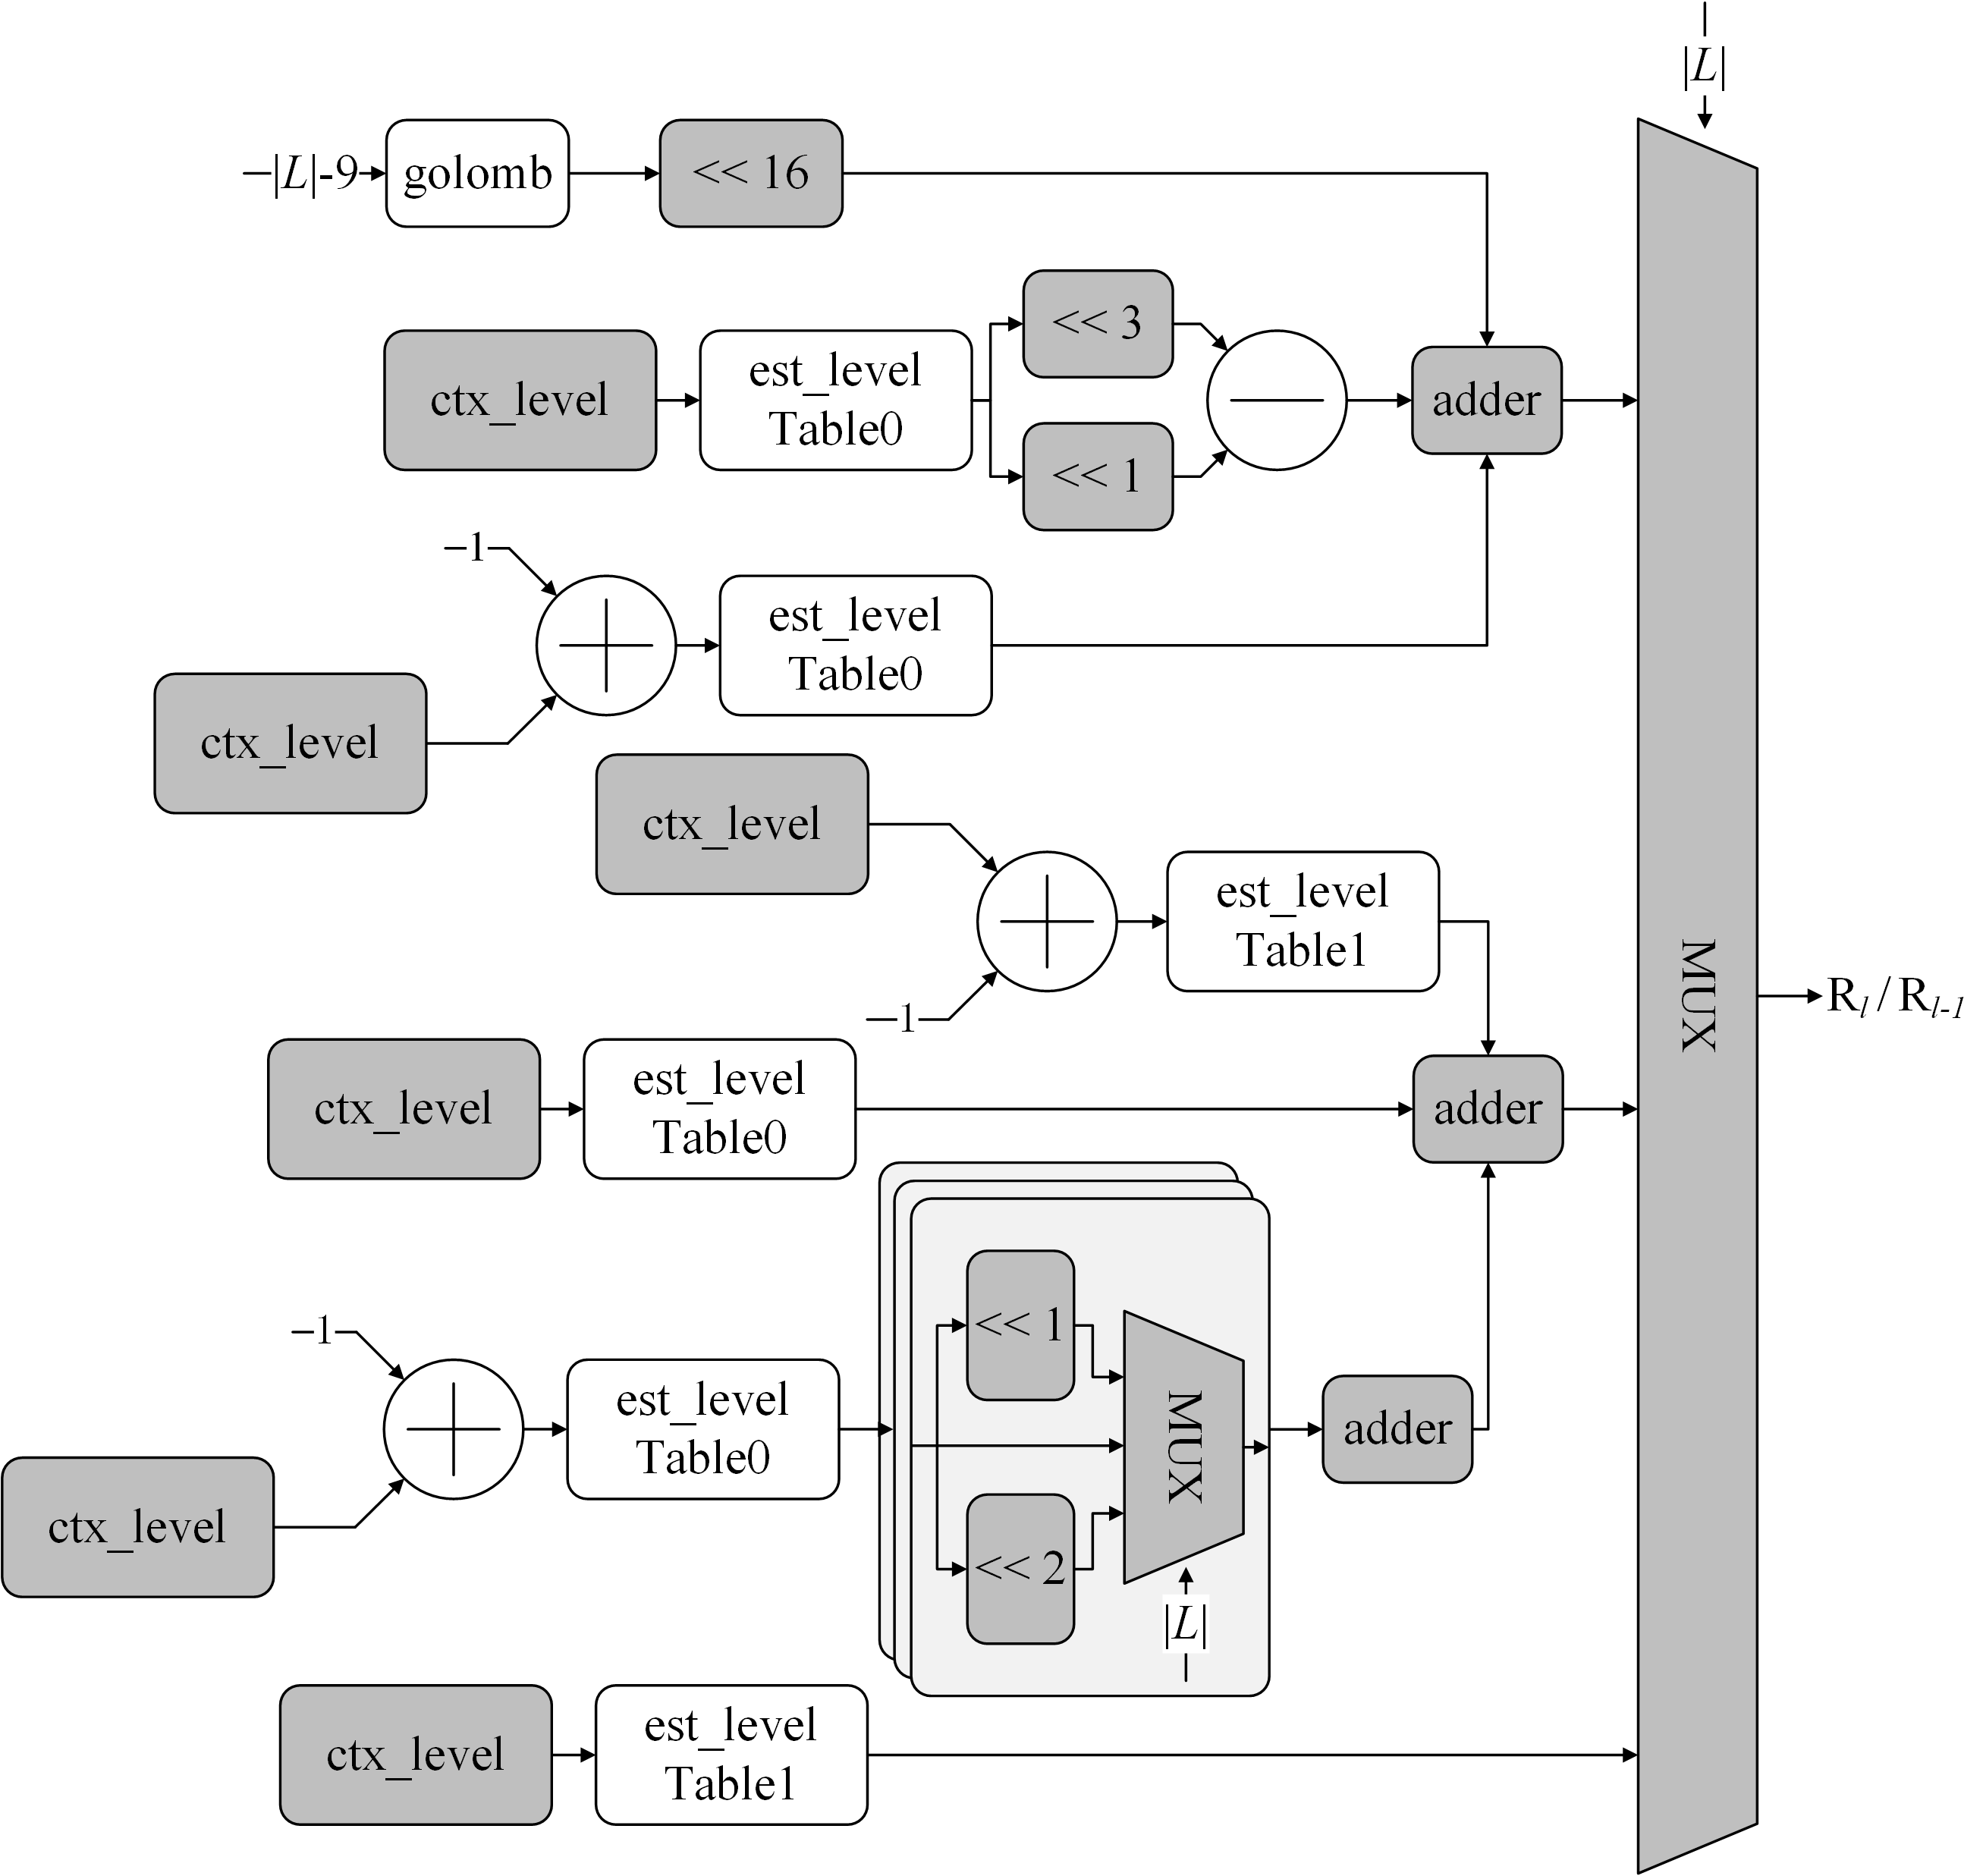 |L|
–|L|-9
golomb
<< 16
<< 3
ctx_level
est_level
Table0
<< 1
adder
–1
est_level
Table0
ctx_level
ctx_level
est_level
Table1
–1
MUX
R_l / R_{l-1}
ctx_level
est_level
Table0
adder
<< 1
–1
MUX
est_level
Table0
adder
ctx_level
<< 2
|L|
ctx_level
est_level
Table1